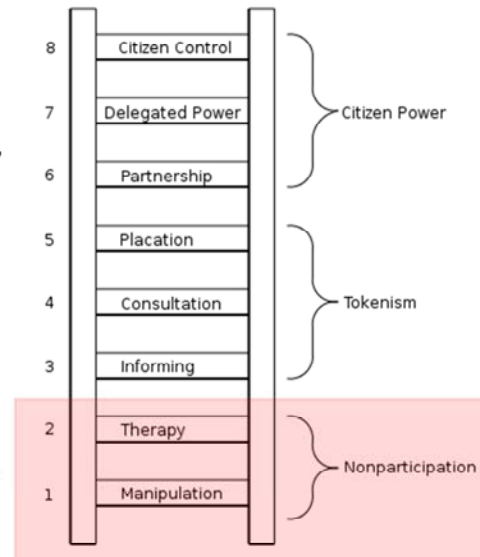 8 Citizen Control
7 Delegated Power Citizen Power
6 Partnership
5 Placation
4 Consultation Tokenism
3 Informing
2 Therapy
Nonparticipation
1 Manipulation